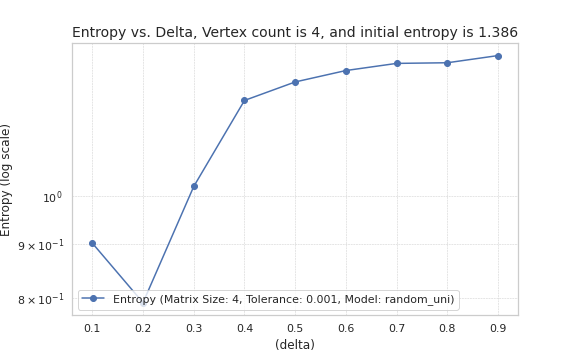 Entropy vs. Delta, Vertex count is 4, and initial entropy is 1.386
Entropy (log scale)
10⁰
9 × 10⁻¹
8 × 10⁻¹
Entropy (Matrix Size: 4, Tolerance: 0.001, Model: random_uni)
0.1 0.2 0.3 0.4 0.5 0.6 0.7 0.8 0.9
(delta)